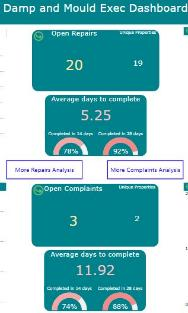 Damp and Mould Exec Dashboard
Open Repairs
Unique Properties
20
19
Average days to complete
5.25
Completed in 14 days
Completed in 28 days
78%
92%
More Repairs Analysis
More Complaints Analysis
Open Complaints
Unique Properties
3
2
Average days to complete
11.92
Completed in 14 days
Completed in 28 days
74%
88%